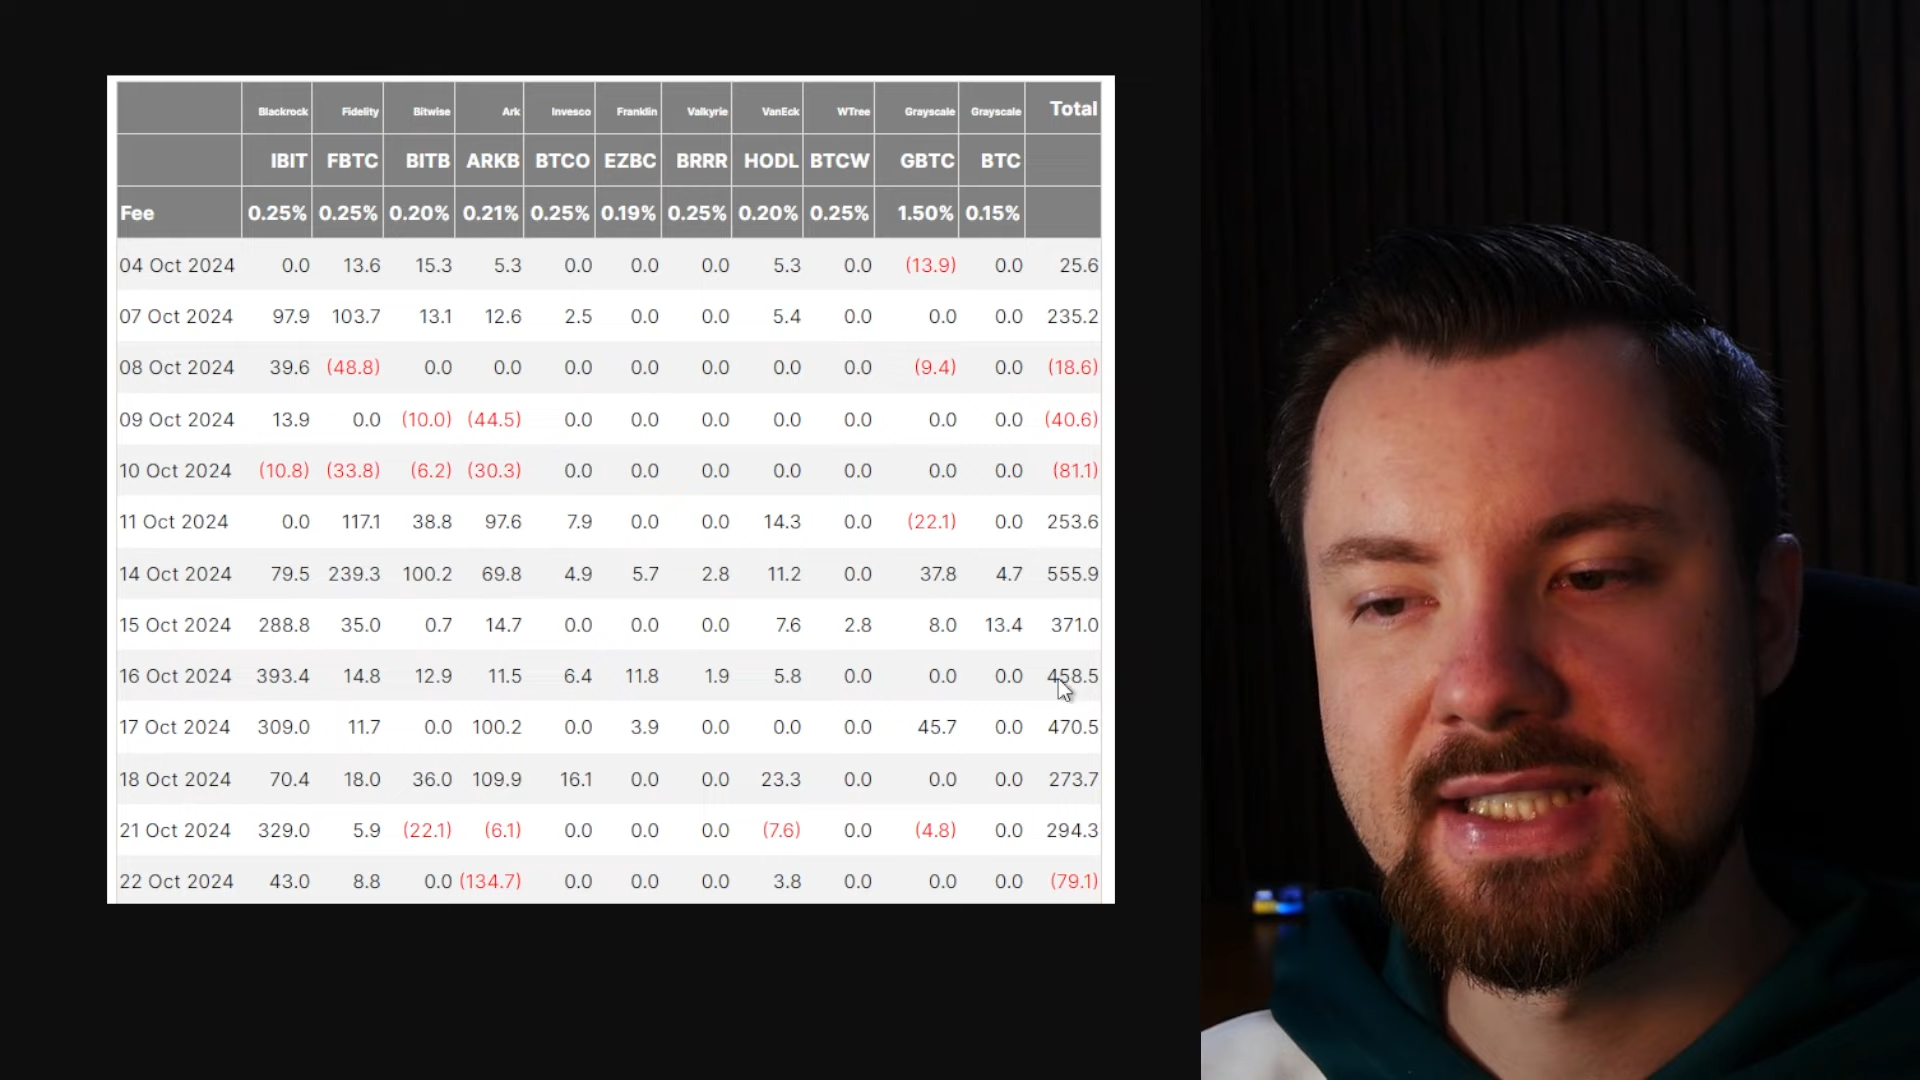 Blackrock Fidelity Bitwise Ark Invesco Franklin Valkyrie VanEck WTree Grayscale Grayscale Total
IBIT FBTC BITB ARKB BTCO EZBC BRRR HODL BTCW GBTC BTC
Fee 0.25% 0.25% 0.20% 0.21% 0.25% 0.19% 0.25% 0.20% 0.25% 1.50% 0.15%
04 Oct 2024 0.0 13.6 15.3 5.3 0.0 0.0 0.0 5.3 0.0 (13.9) 0.0 25.6
07 Oct 2024 97.9 103.7 13.1 12.6 2.5 0.0 0.0 5.4 0.0 0.0 0.0 235.2
08 Oct 2024 39.6 (48.8) 0.0 0.0 0.0 0.0 0.0 0.0 0.0 (9.4) 0.0 (18.6)
09 Oct 2024 13.9 0.0 (10.0) (44.5) 0.0 0.0 0.0 0.0 0.0 0.0 0.0 (40.6)
10 Oct 2024 (10.8) (33.8) (6.2) (30.3) 0.0 0.0 0.0 0.0 0.0 0.0 0.0 (81.1)
11 Oct 2024 0.0 117.1 38.8 97.6 7.9 0.0 0.0 14.3 0.0 (22.1) 0.0 253.6
14 Oct 2024 79.5 239.3 100.2 69.8 4.9 5.7 2.8 11.2 0.0 37.8 4.7 555.9
15 Oct 2024 288.8 35.0 0.7 14.7 0.0 0.0 0.0 7.6 2.8 8.0 13.4 371.0
16 Oct 2024 393.4 14.8 12.9 11.5 6.4 11.8 1.9 5.8 0.0 0.0 0.0 458.5
17 Oct 2024 309.0 11.7 0.0 100.2 0.0 3.9 0.0 0.0 0.0 45.7 0.0 470.5
18 Oct 2024 70.4 18.0 36.0 109.9 16.1 0.0 0.0 23.3 0.0 0.0 0.0 273.7
21 Oct 2024 329.0 5.9 (22.1) (6.1) 0.0 0.0 0.0 (7.6) 0.0 (4.8) 0.0 294.3
22 Oct 2024 43.0 8.8 0.0 (134.7) 0.0 0.0 0.0 3.8 0.0 0.0 0.0 (79.1)